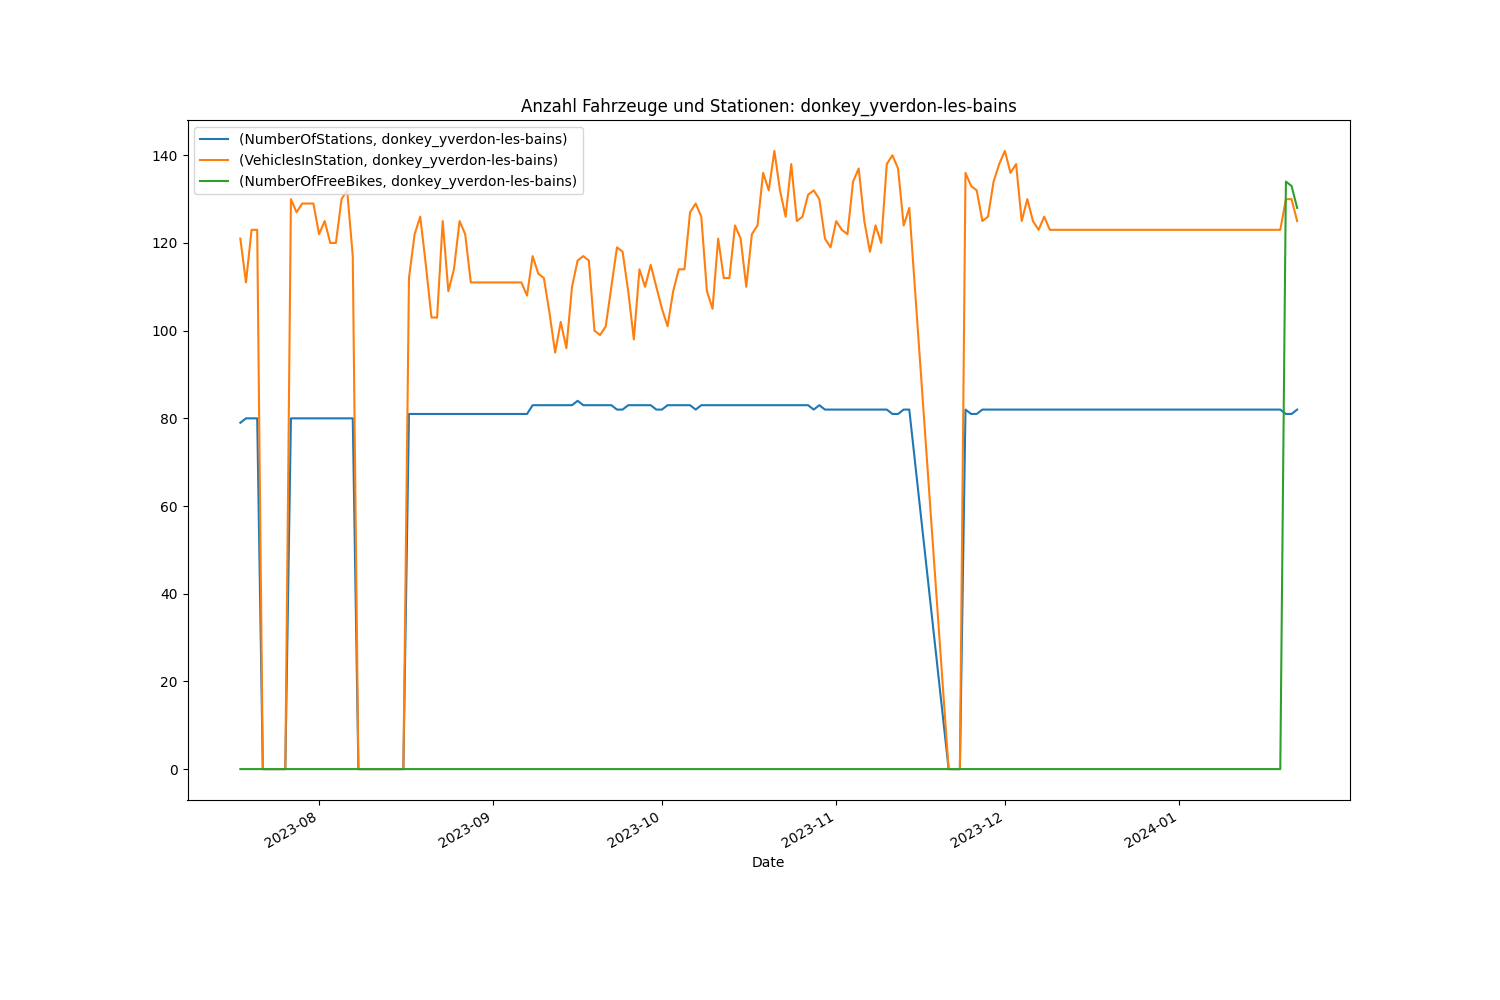 Anzahl Fahrzeuge und Stationen: donkey_yverdon-les-bains
(NumberOfStations, donkey_yverdon-les-bains)
(VehiclesInStation, donkey_yverdon-les-bains)
(NumberOfFreeBikes, donkey_yverdon-les-bains)
140
120
100
80
60
40
20
0
2023-08
2023-09
2023-10
2023-11
2023-12
2024-01
Date